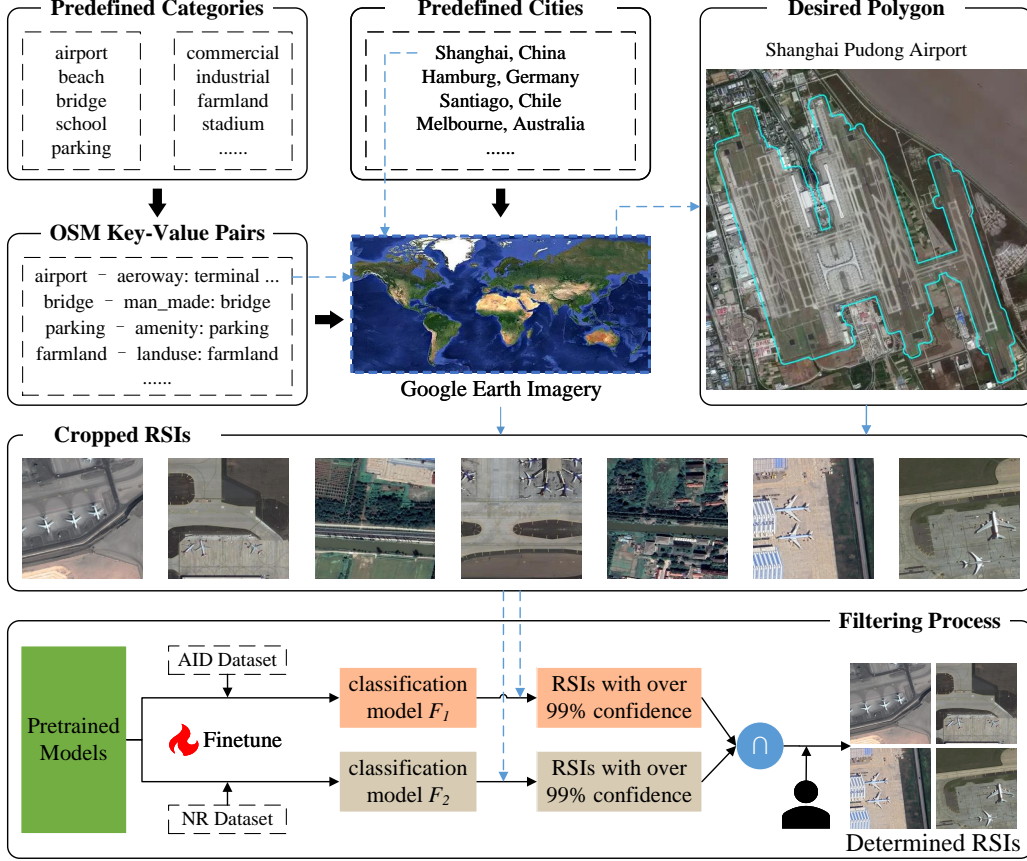 Predefined Categories
airport
beach
bridge
school
parking
commercial
industrial
farmland
stadium
......
Predefined Cities
Shanghai, China
Hamburg, Germany
Santiago, Chile
Melbourne, Australia
......
Desired Polygon
Shanghai Pudong Airport
OSM Key-Value Pairs
airport - aeroway: terminal ...
bridge - man_made: bridge
parking - amenity: parking
farmland - landuse: farmland
......
Google Earth Imagery
Cropped RSIs
Filtering Process
Pretrained
Models
AID Dataset
Finetune
NR Dataset
classification
model F1
RSIs with over
99% confidence
classification
model F2
RSIs with over
99% confidence
∩
Determined RSIs